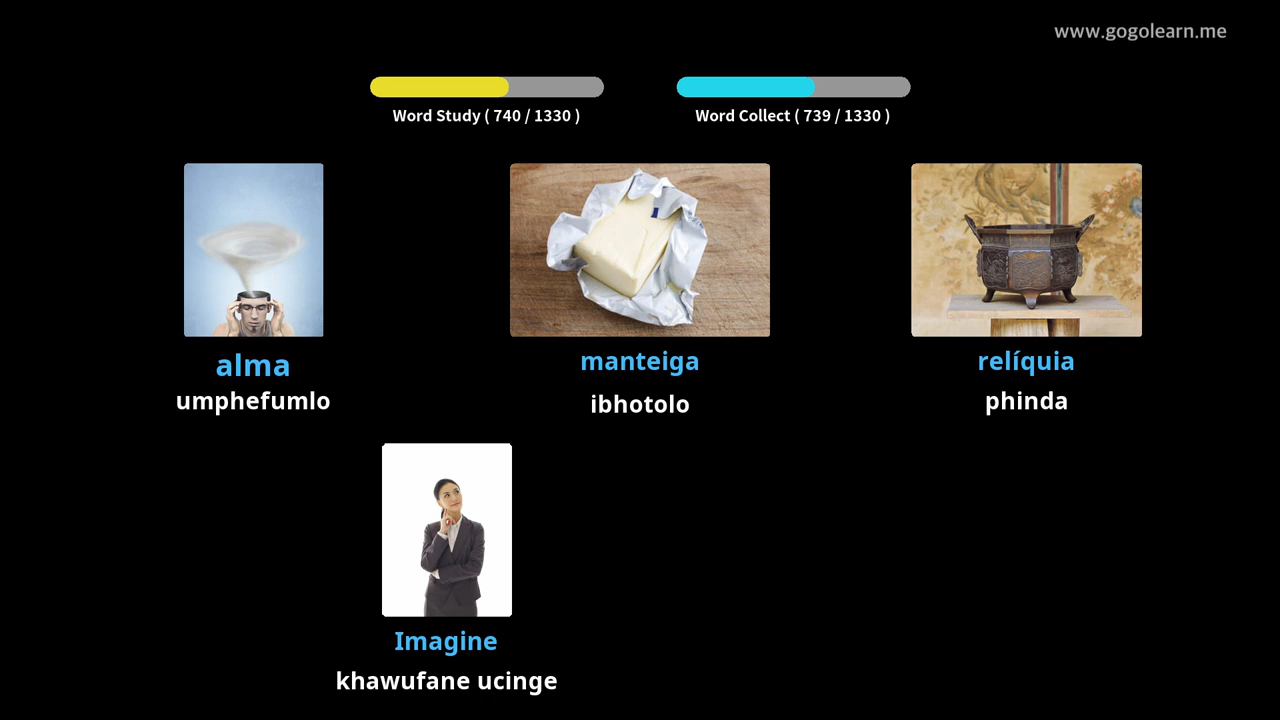 www.gogolearn.me
Word Study ( 740 / 1330 )
Word Collect ( 739 / 1330 )
alma
umphefumlo
manteiga
ibhotolo
relíquia
phinda
Imagine
khawufane ucinge